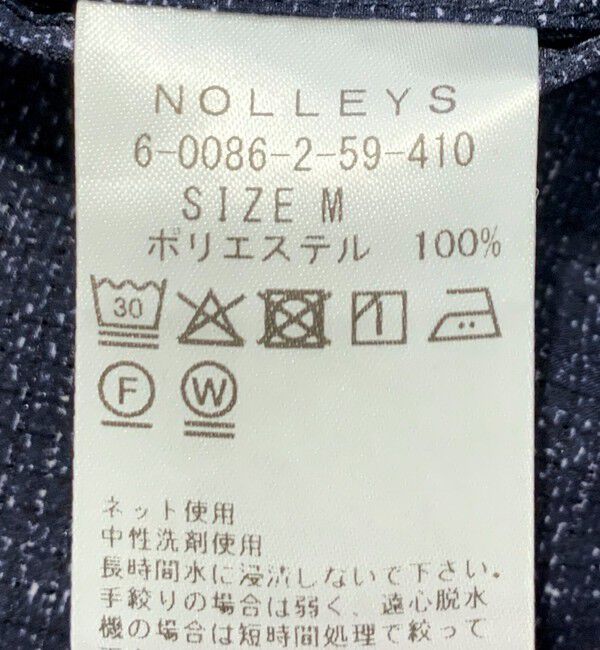 NOLLEYS
6-0086-2-59-410
SIZE M
ポリエステル 100%
30
F W
ネット使用
中性洗剤使用
長時間水に浸漬しないで下さい。
手絞りの場合は弱く、遠心脱水
機の場合は短時間処理で絞って